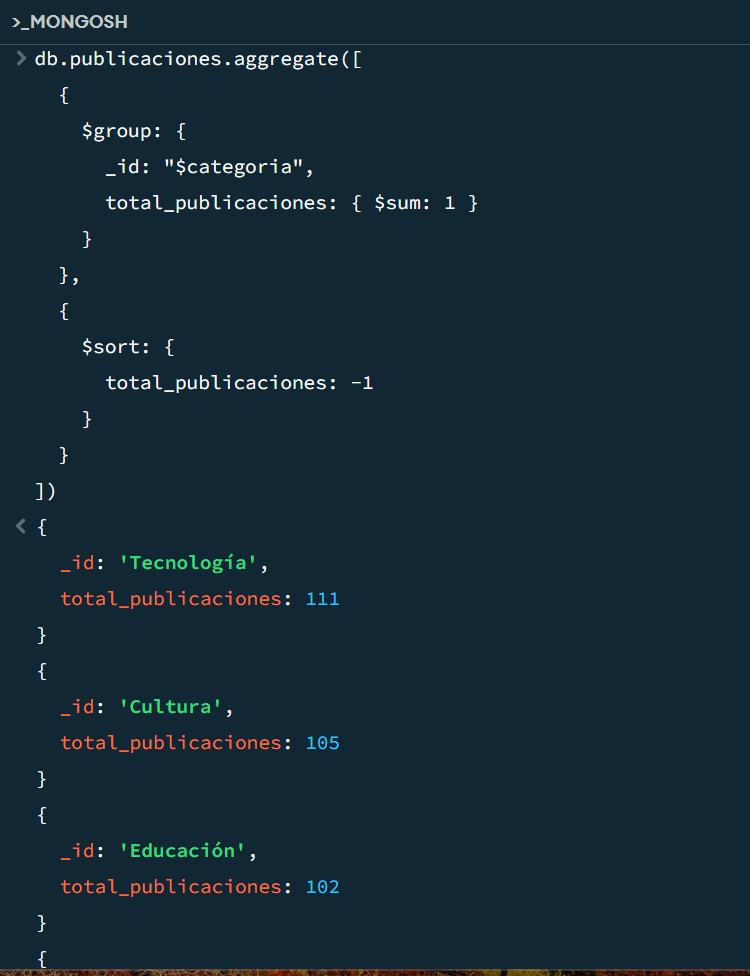 >_MONGOSH
> db.publicaciones.aggregate([
{
$group: {
_id: "$categoria",
total_publicaciones: { $sum: 1 }
}
},
{
$sort: {
total_publicaciones: -1
}
}
])
< {
_id: 'Tecnología',
total_publicaciones: 111
}
{
_id: 'Cultura',
total_publicaciones: 105
}
{
_id: 'Educación',
total_publicaciones: 102
}
{